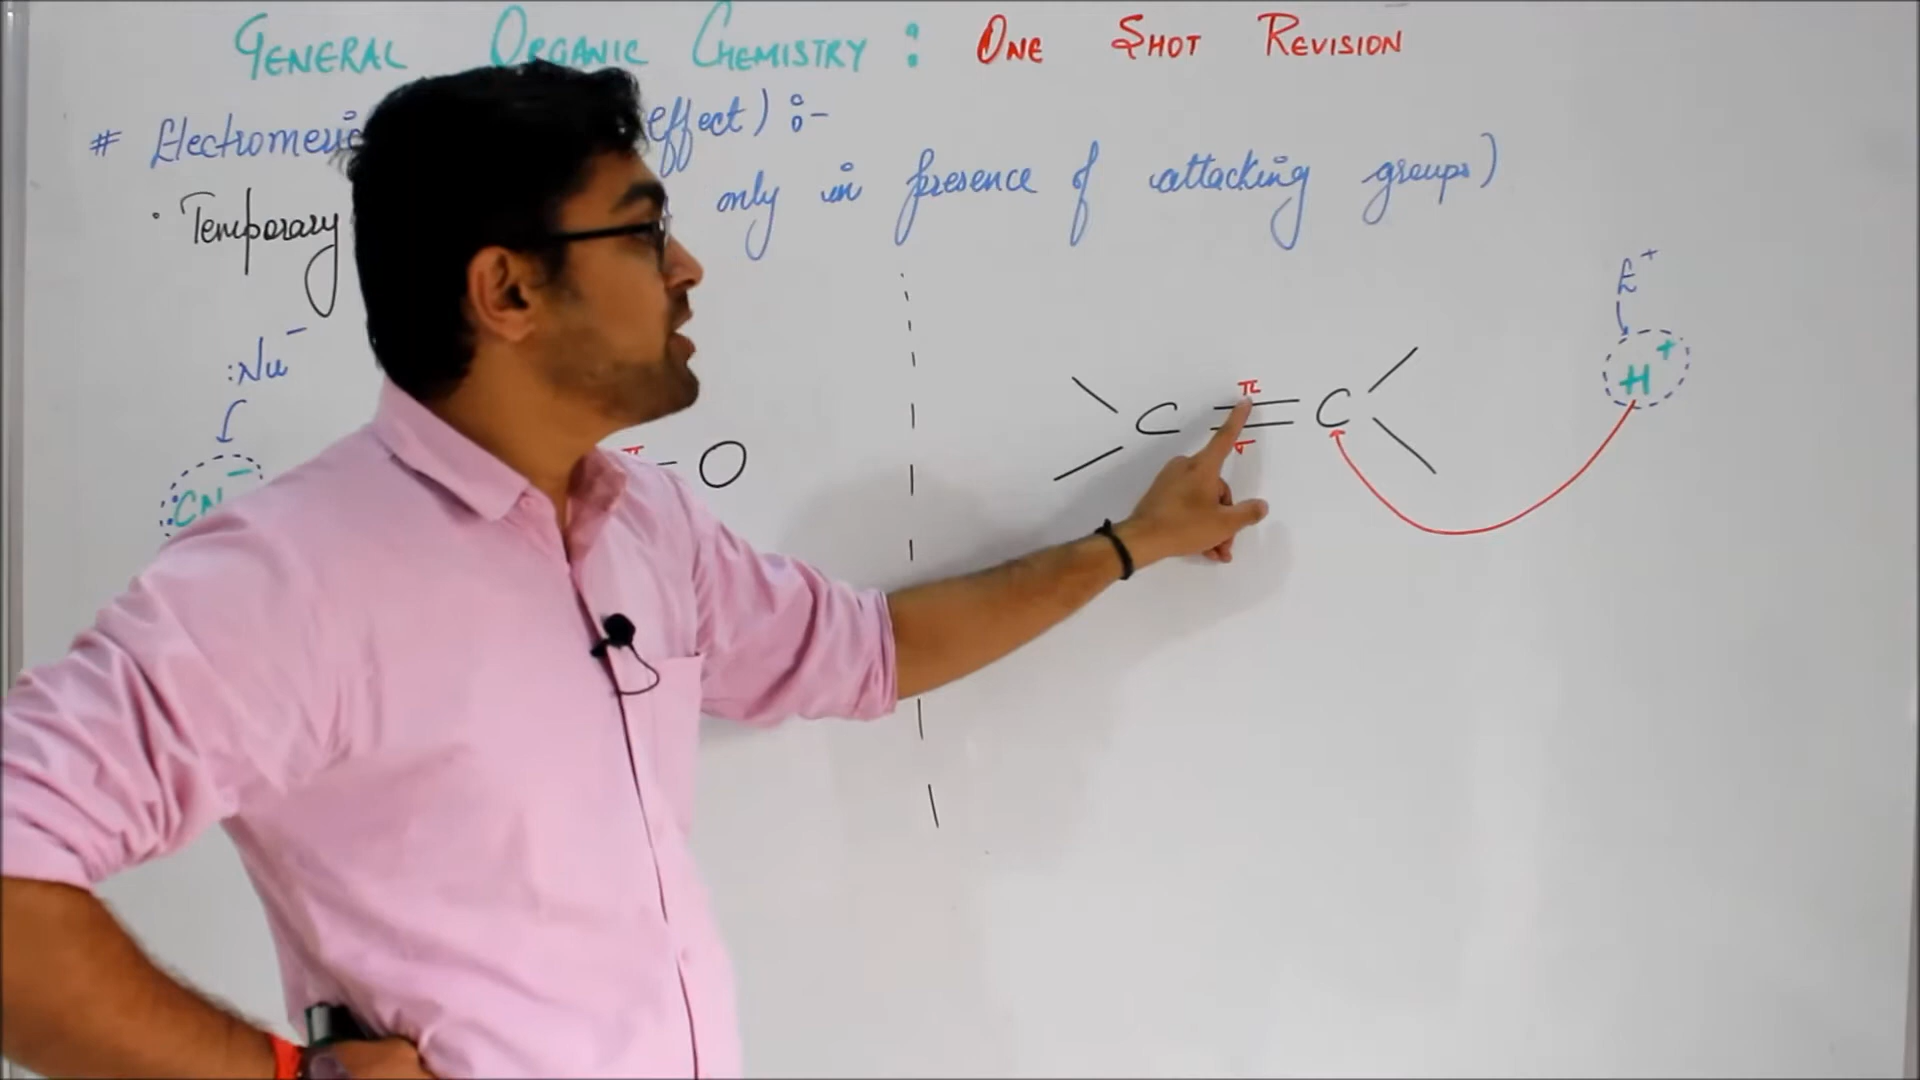 GENERAL ORGANIC CHEMISTRY : ONE SHOT REVISION
# Electromeric effect) :-
· Temporary only in presence of attacking groups)
E+
:Nu-
H+
π
C = C
σ
π
O
CN-